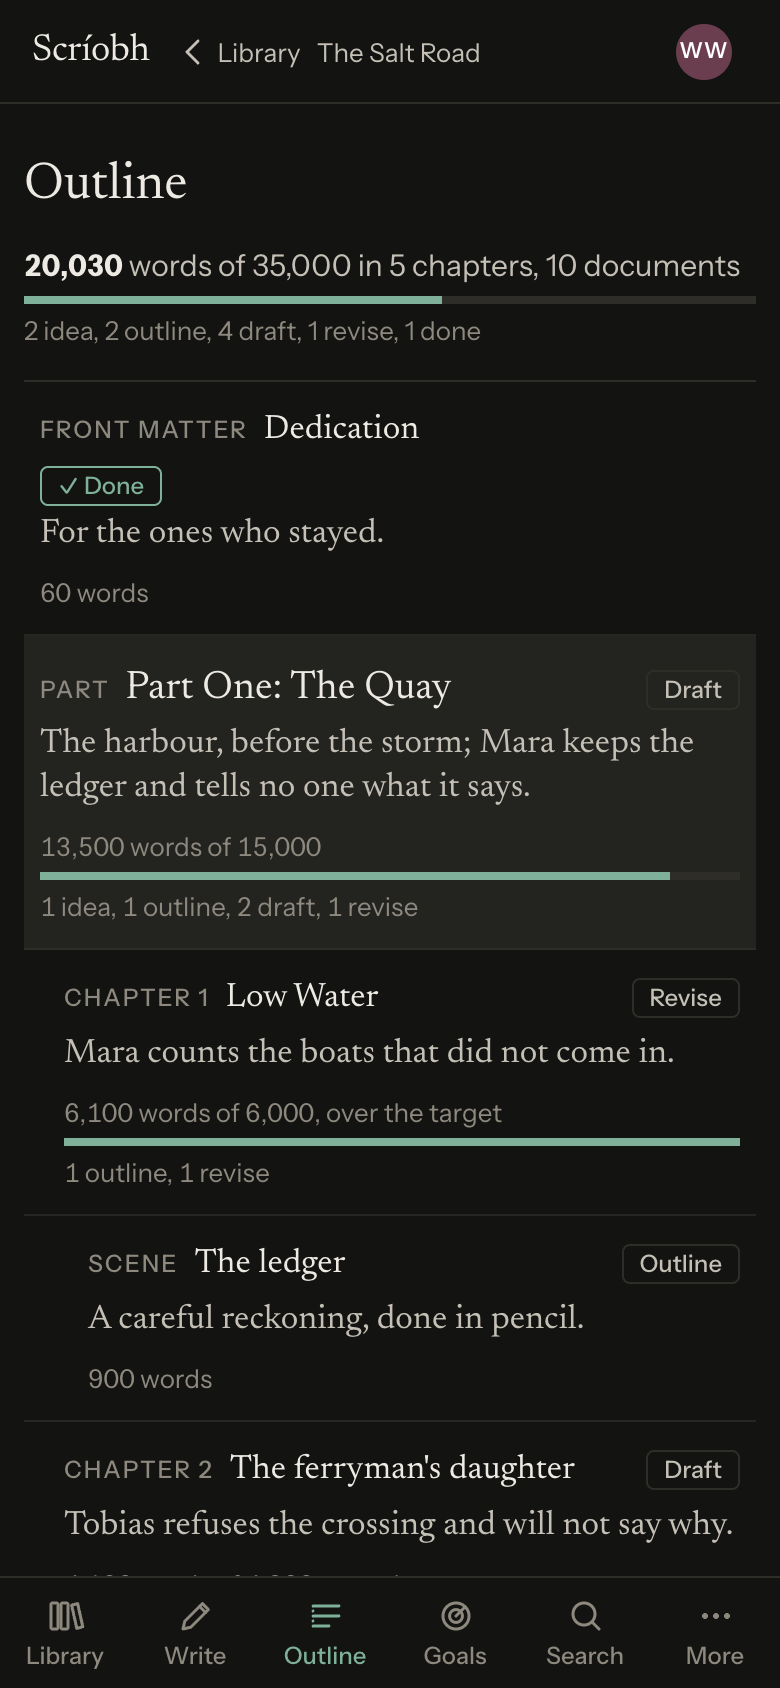 Scríobh
Library The Salt Road
WW
Outline
20,030 words of 35,000 in 5 chapters, 10 documents
2 idea, 2 outline, 4 draft, 1 revise, 1 done
FRONT MATTER Dedication
✓ Done
For the ones who stayed.
60 words
PART Part One: The Quay Draft
The harbour, before the storm; Mara keeps the
ledger and tells no one what it says.
13,500 words of 15,000
1 idea, 1 outline, 2 draft, 1 revise
CHAPTER 1 Low Water Revise
Mara counts the boats that did not come in.
6,100 words of 6,000, over the target
1 outline, 1 revise
SCENE The ledger Outline
A careful reckoning, done in pencil.
900 words
CHAPTER 2 The ferryman's daughter Draft
Tobias refuses the crossing and will not say why.
Library Write Outline Goals Search More